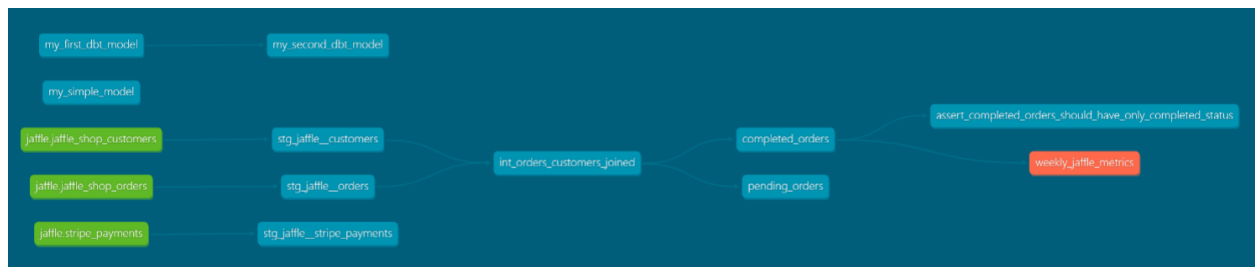 my_first_dbt_model
my_second_dbt_model
my_simple_model
jaffle.jaffle_shop_customers
stg_jaffle__customers
completed_orders
assert_completed_orders_should_have_only_completed_status
int_orders_customers_joined
weekly_jaffle_metrics
jaffle.jaffle_shop_orders
stg_jaffle__orders
pending_orders
jaffle.stripe_payments
stg_jaffle__stripe_payments